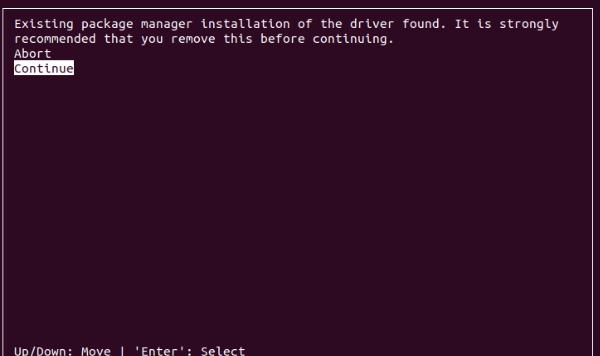 Existing package manager installation of the driver found. It is strongly
recommended that you remove this before continuing.
Abort
Continue
Up/Down: Move | 'Enter': Select